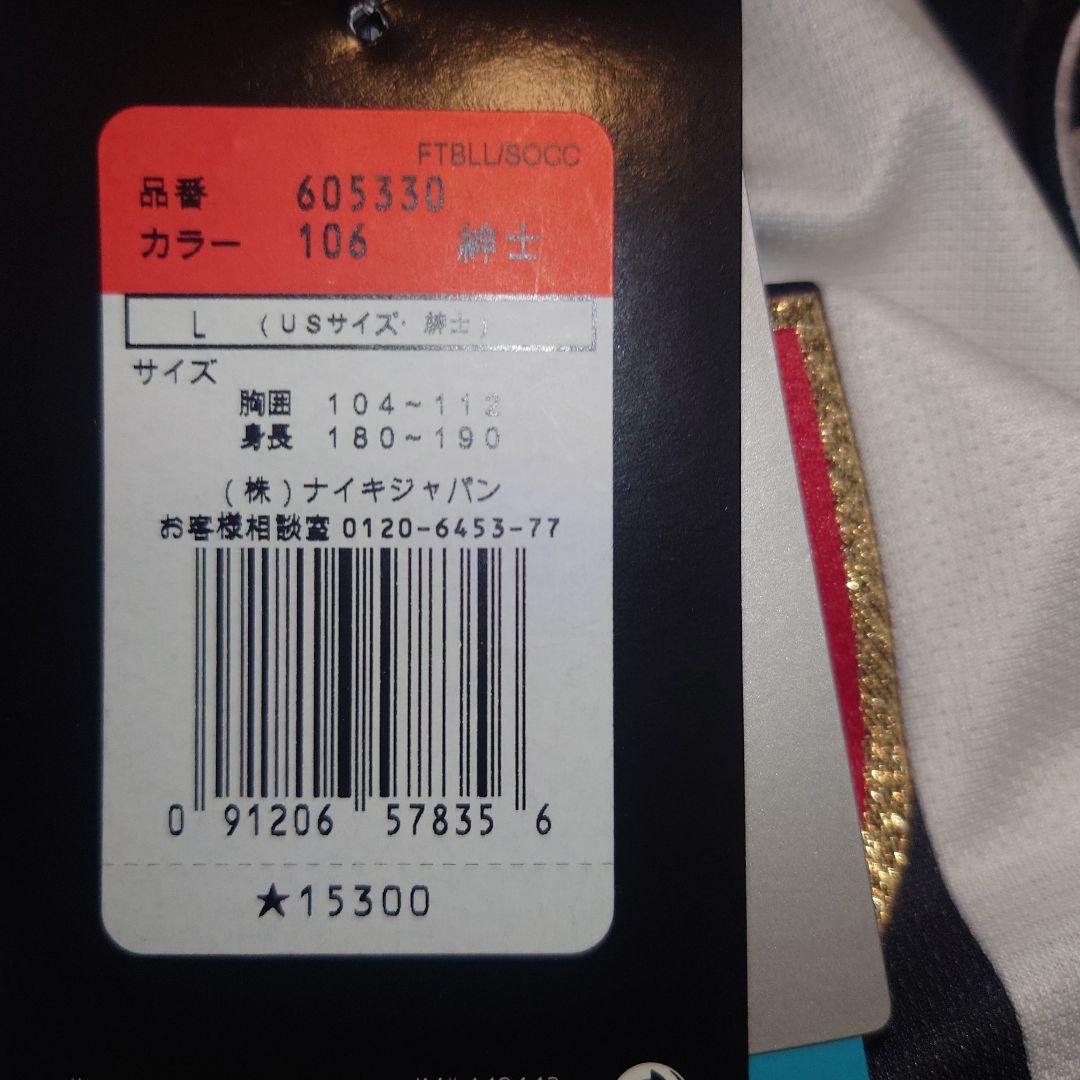 FTBLL/SOCC
品番 605330
カラー 106 紳士
L (USサイズ・紳士)
サイズ
胸囲 104~112
身長 180~190
(株)ナイキジャパン
お客様相談室 0120-6453-77
0 91206 57835 6
★15300